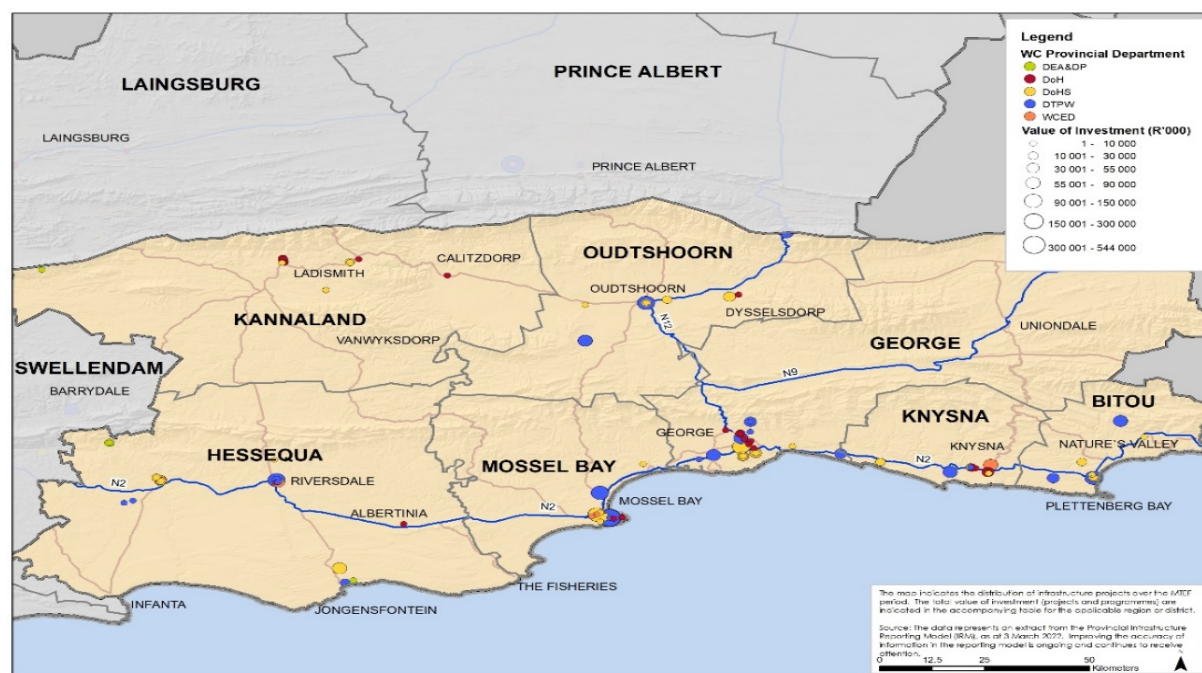 LAINGSBURG
LAINGSBURG
PRINCE ALBERT
PRINCE ALBERT
Legend
WC Provincial Department
DEA&DP
DoH
DoHS
DTPW
WCED
Value of Investment (R'000)
1 - 10 000
10 001 - 30 000
30 001 - 55 000
55 001 - 90 000
90 001 - 150 000
150 001 - 300 000
300 001 - 544 000
LADISMITH
CALITZDORP
KANNALAND
VANWYKSDORP
OUDTSHOORN
OUDTSHOORN
DYSSELSDORP
N12
GEORGE
UNIONDALE
N9
SWELLENDAM
BARRYDALE
HESSEQUA
N2
RIVERSDALE
ALBERTINIA
N2
MOSSEL BAY
MOSSEL BAY
GEORGE
KNYSNA
KNYSNA
N2
BITOU
NATURE'S VALLEY
PLETTENBERG BAY
THE FISHERIES
INFANTA
JONGENSFONTEIN
The map indicates the distribution of infrastructure projects over the MTEF
period. The total value of investment (projects and programmes) are
indicated in the accompanying table for the applicable region or district.
Source: The data represents an extract from the Provincial Infrastructure
Reporting Model (IRM), as at 3 March 2022. Improving the accuracy of
information in the reporting model is ongoing and continues to receive
attention.
0 12.5 25 50
Kilometers
N